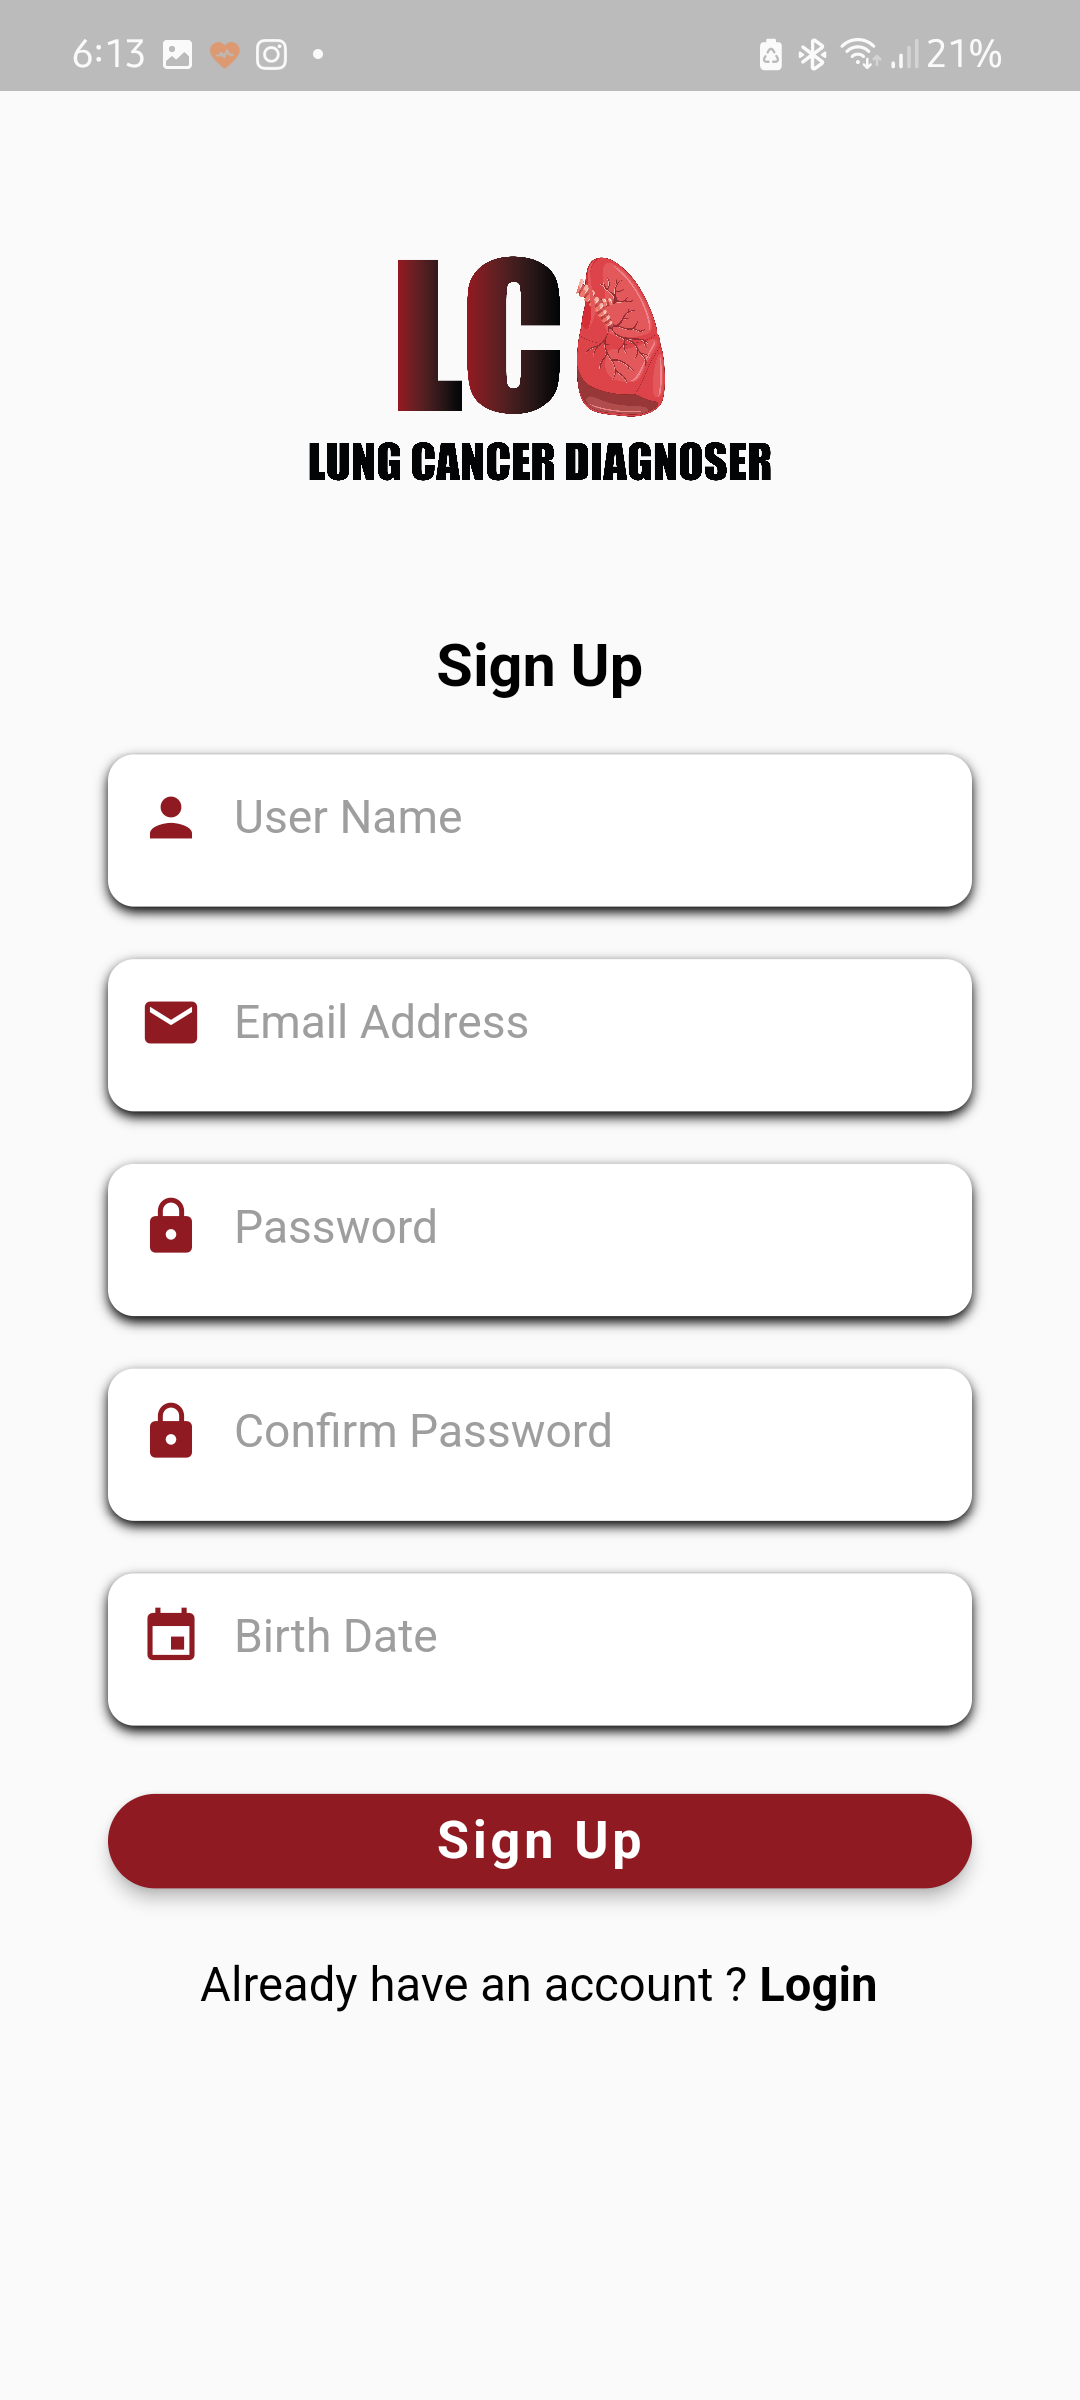 6:13 21%
LC
LUNG CANCER DIAGNOSER
Sign Up
User Name
Email Address
Password
Confirm Password
Birth Date
Sign Up
Already have an account ? Login